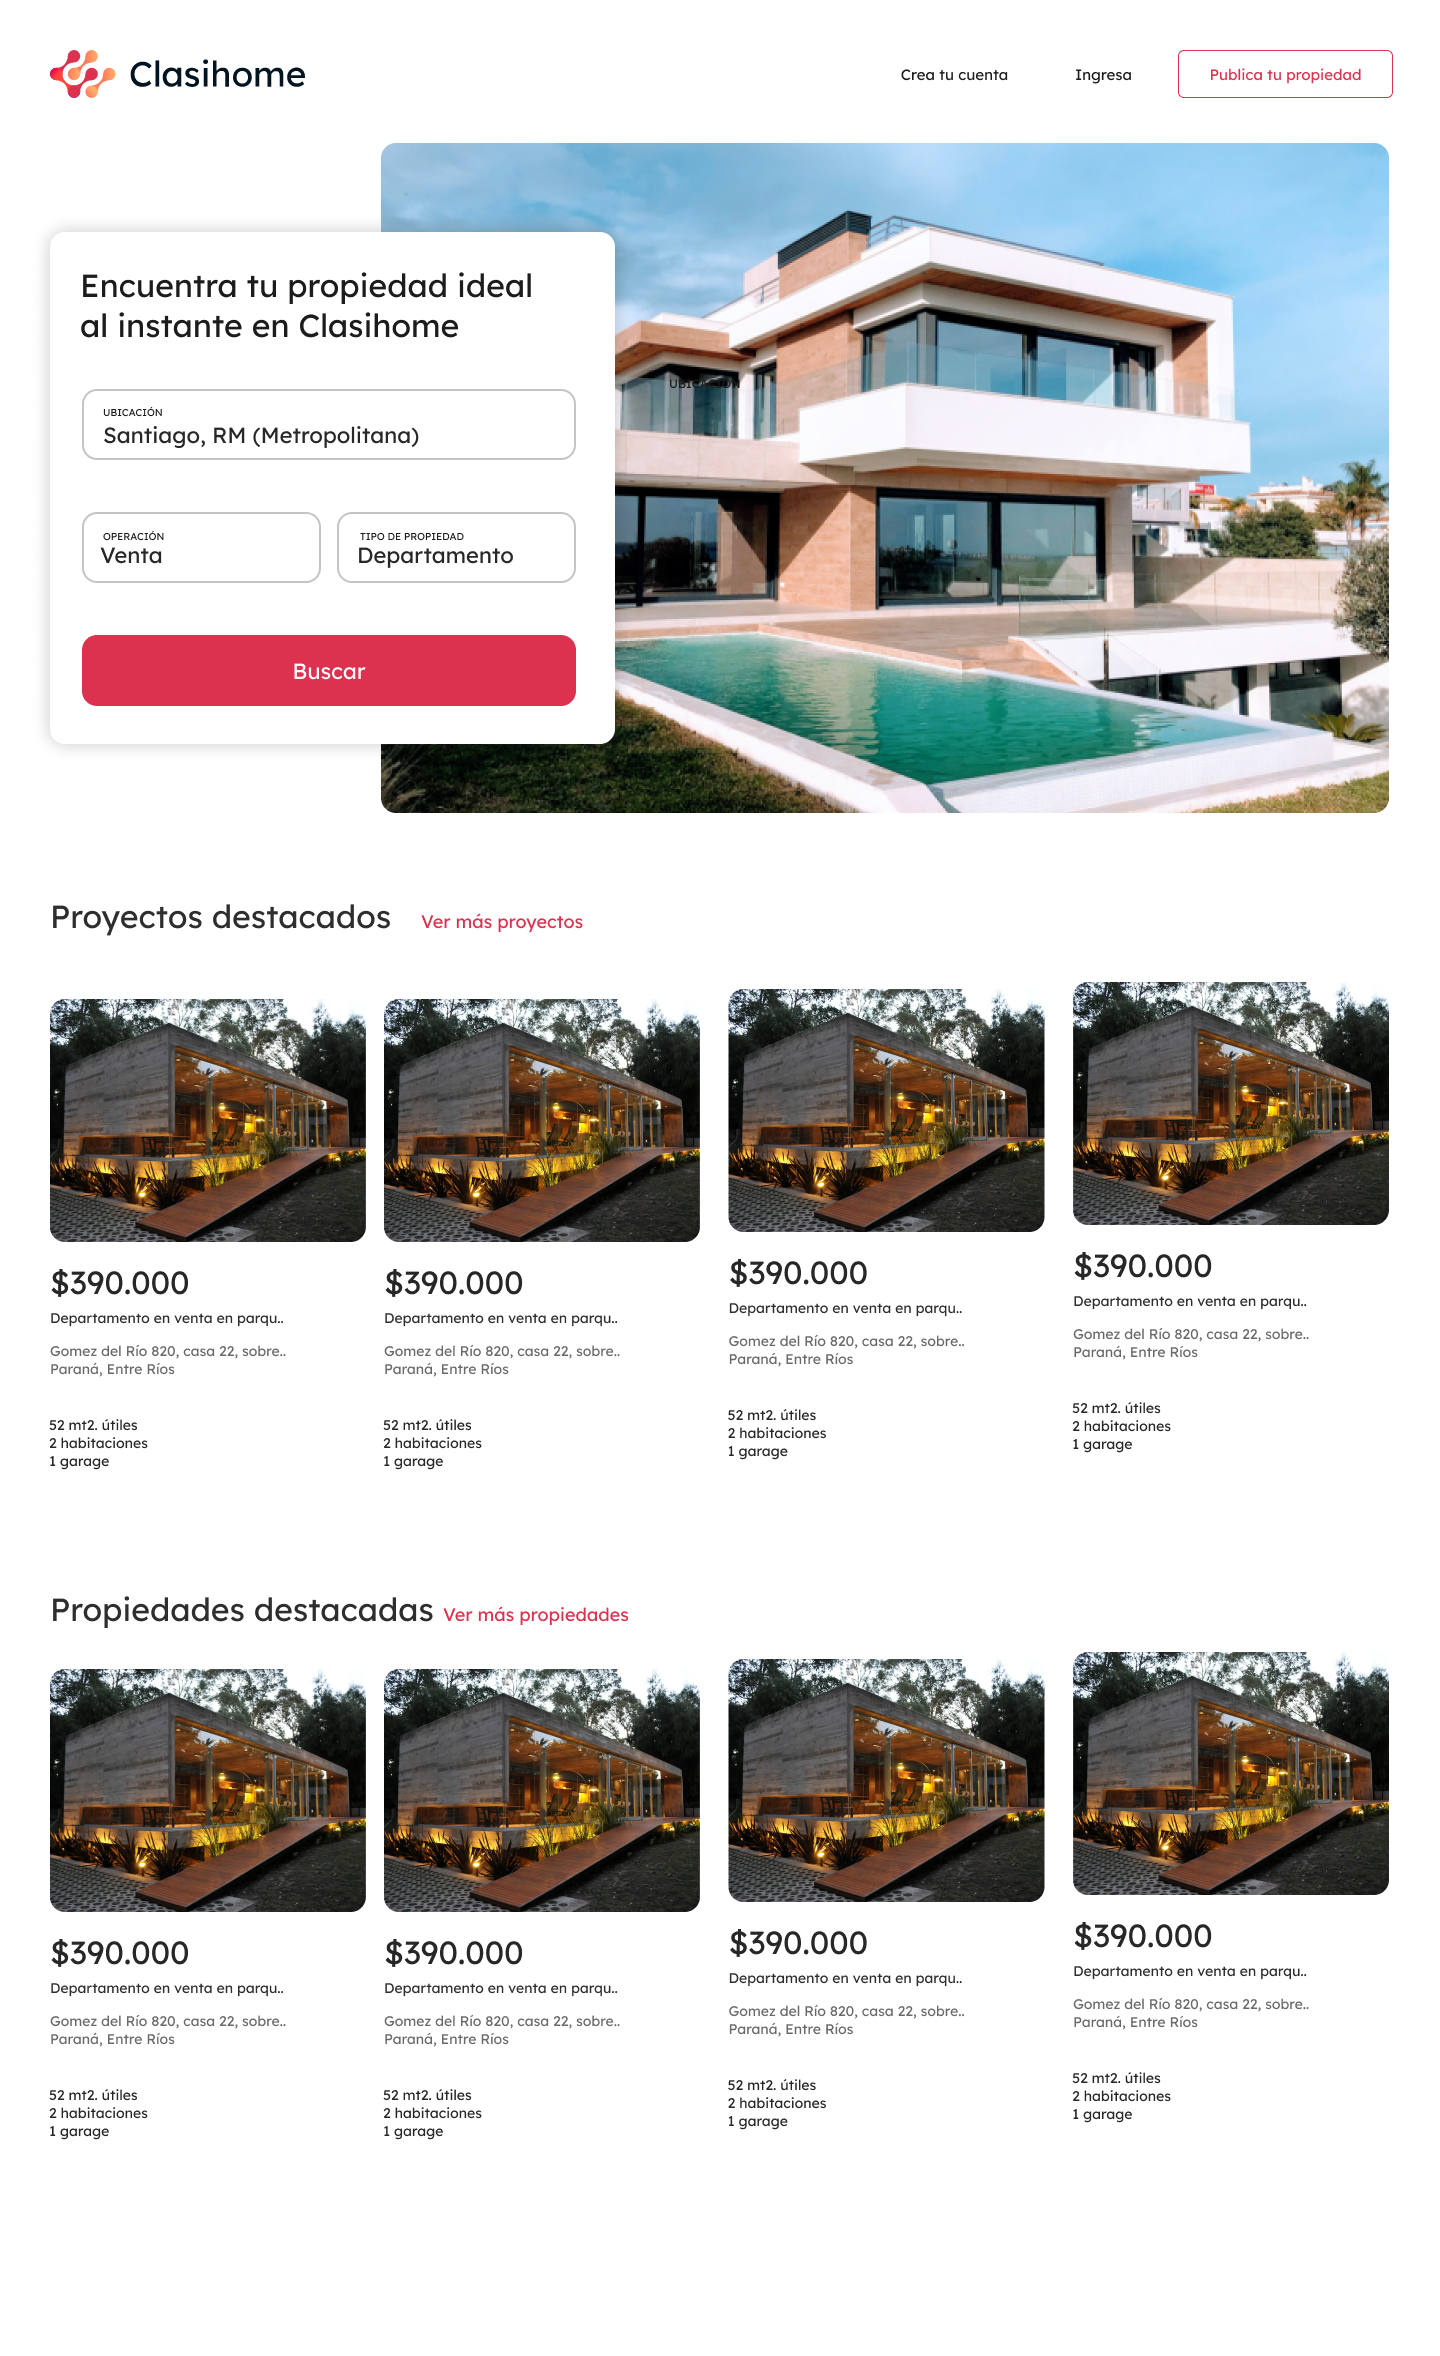 Clasihome
Crea tu cuenta
Ingresa
Publica tu propiedad
Encuentra tu propiedad ideal
al instante en Clasihome
UBICACIÓN
UBICACIÓN
Santiago, RM (Metropolitana)
OPERACIÓN
Venta
TIPO DE PROPIEDAD
Departamento
Buscar
Proyectos destacados
Ver más proyectos
$390.000
Departamento en venta en parqu..
Gomez del Río 820, casa 22, sobre..
Paraná, Entre Ríos
52 mt2. útiles
2 habitaciones
1 garage
$390.000
Departamento en venta en parqu..
Gomez del Río 820, casa 22, sobre..
Paraná, Entre Ríos
52 mt2. útiles
2 habitaciones
1 garage
$390.000
Departamento en venta en parqu..
Gomez del Río 820, casa 22, sobre..
Paraná, Entre Ríos
52 mt2. útiles
2 habitaciones
1 garage
$390.000
Departamento en venta en parqu..
Gomez del Río 820, casa 22, sobre..
Paraná, Entre Ríos
52 mt2. útiles
2 habitaciones
1 garage
Propiedades destacadas
Ver más propiedades
$390.000
Departamento en venta en parqu..
Gomez del Río 820, casa 22, sobre..
Paraná, Entre Ríos
52 mt2. útiles
2 habitaciones
1 garage
$390.000
Departamento en venta en parqu..
Gomez del Río 820, casa 22, sobre..
Paraná, Entre Ríos
52 mt2. útiles
2 habitaciones
1 garage
$390.000
Departamento en venta en parqu..
Gomez del Río 820, casa 22, sobre..
Paraná, Entre Ríos
52 mt2. útiles
2 habitaciones
1 garage
$390.000
Departamento en venta en parqu..
Gomez del Río 820, casa 22, sobre..
Paraná, Entre Ríos
52 mt2. útiles
2 habitaciones
1 garage